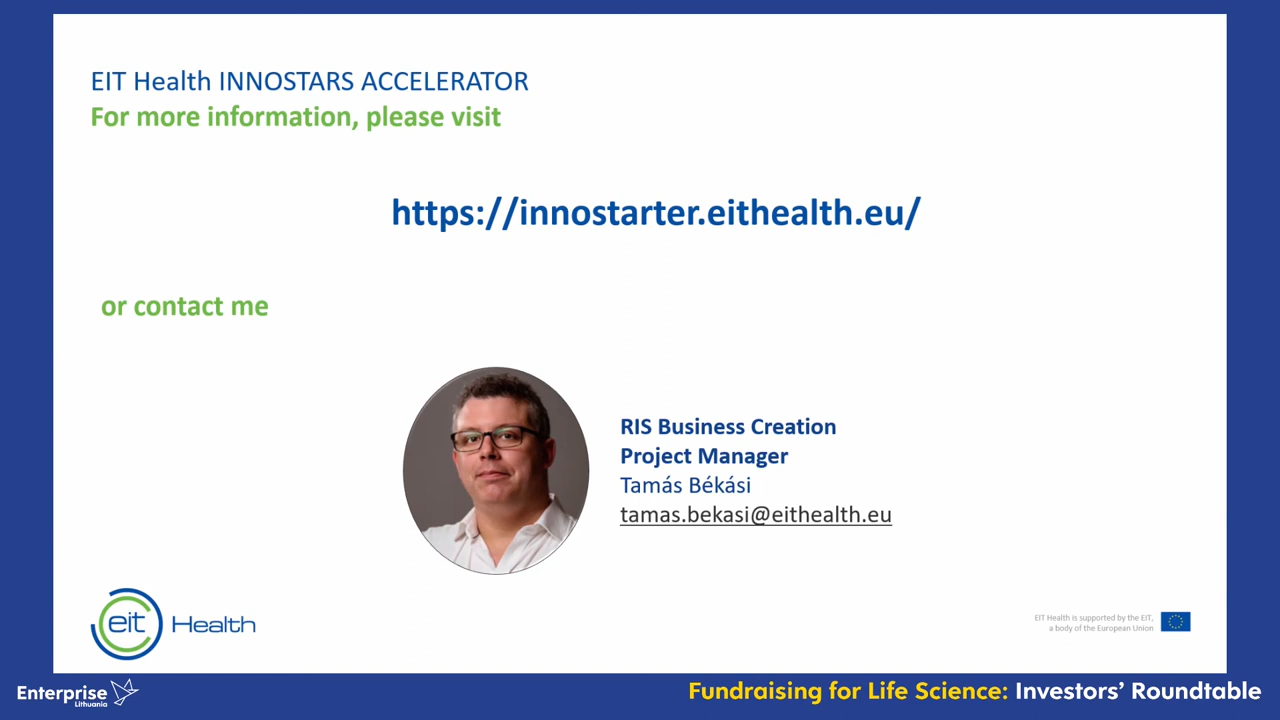 EIT Health INNOSTARS ACCELERATOR
For more information, please visit
https://innostarter.eithealth.eu/
or contact me
RIS Business Creation
Project Manager
Tamás Békási
tamas.bekasi@eithealth.eu
eit Health
EIT Health is supported by the EIT,
a body of the European Union
Enterprise
Lithuania
Fundraising for Life Science: Investors’ Roundtable